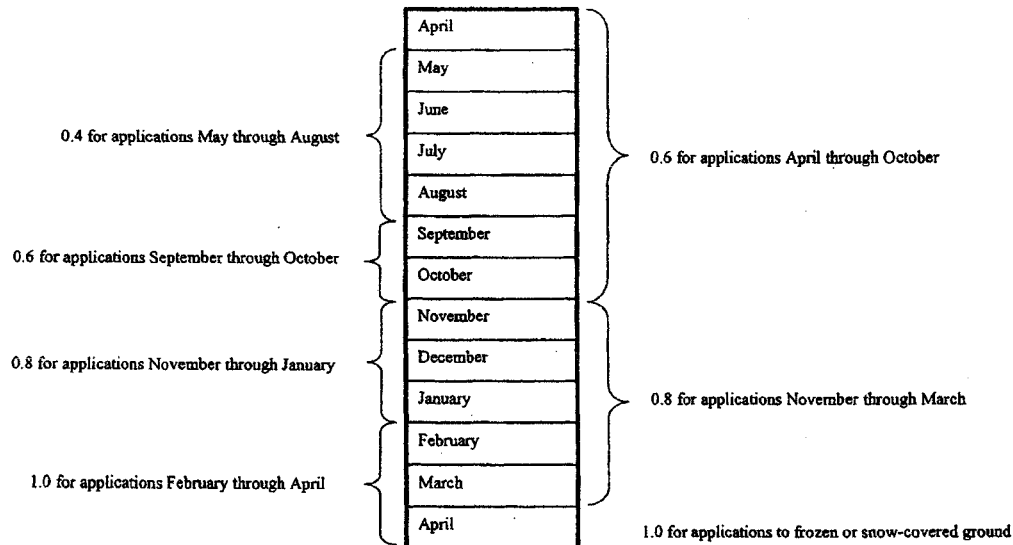 April
May
June
0.4 for applications May through August
July
0.6 for applications April through October
August
September
0.6 for applications September through October
October
November
December
0.8 for applications November through January
January
0.8 for applications November through March
February
1.0 for applications February through April
March
April
1.0 for applications to frozen or snow-covered ground